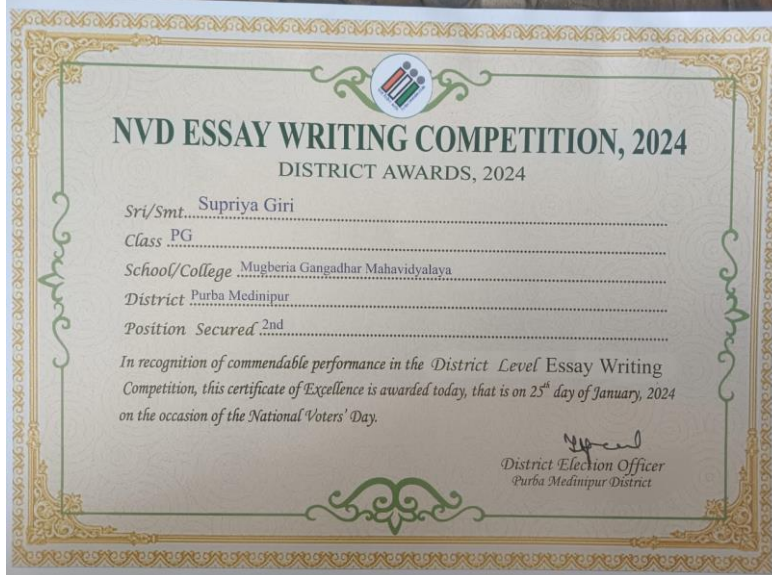 NVD ESSAY WRITING COMPETITION, 2024
DISTRICT AWARDS, 2024
Sri/Smt. Supriya Giri
Class PG
School/College Mugberia Gangadhar Mahavidyalaya
District Purba Medinipur
Position Secured 2nd
In recognition of commendable performance in the District Level Essay Writing
Competition, this certificate of Excellence is awarded today, that is on 25th day of January, 2024
on the occasion of the National Voters' Day.
District Election Officer
Purba Medinipur District